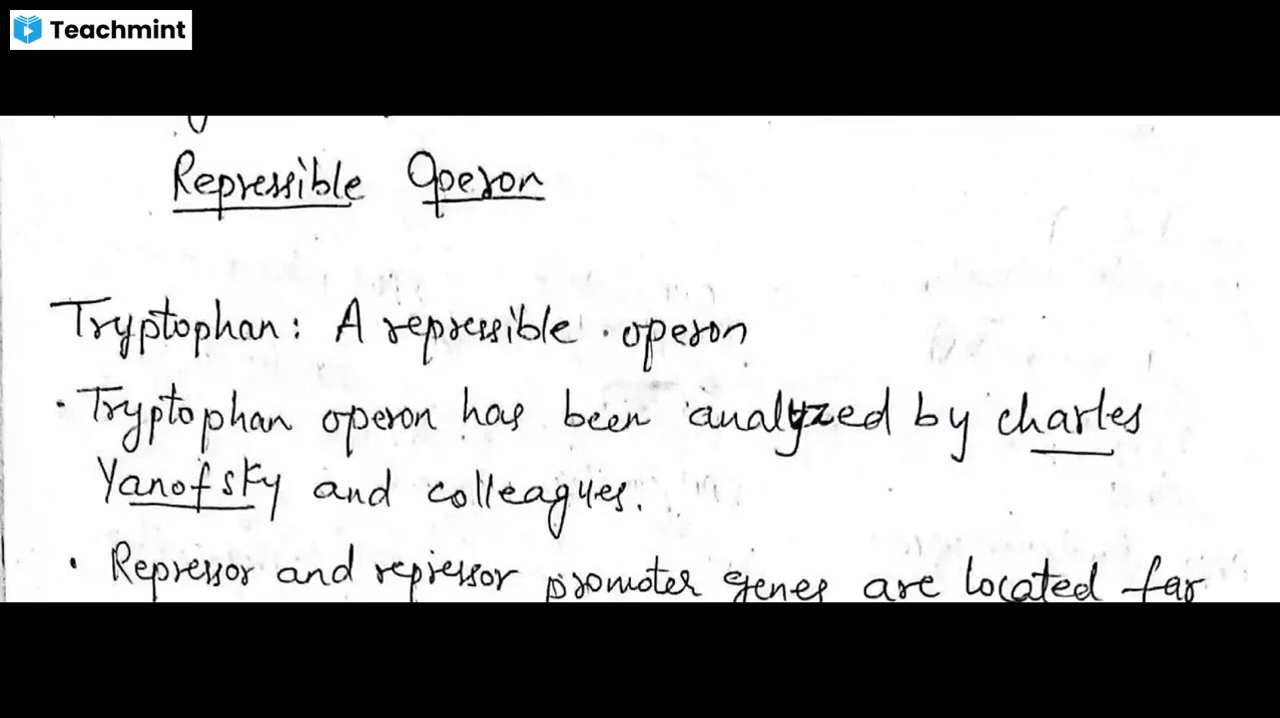 Teachmint
Repressible Operon
Tryptophan: A repressible operon
• Tryptophan operon has been analyzed by charles
Yanofsky and colleagues.
• Repressor and repressor promoter genes are located far